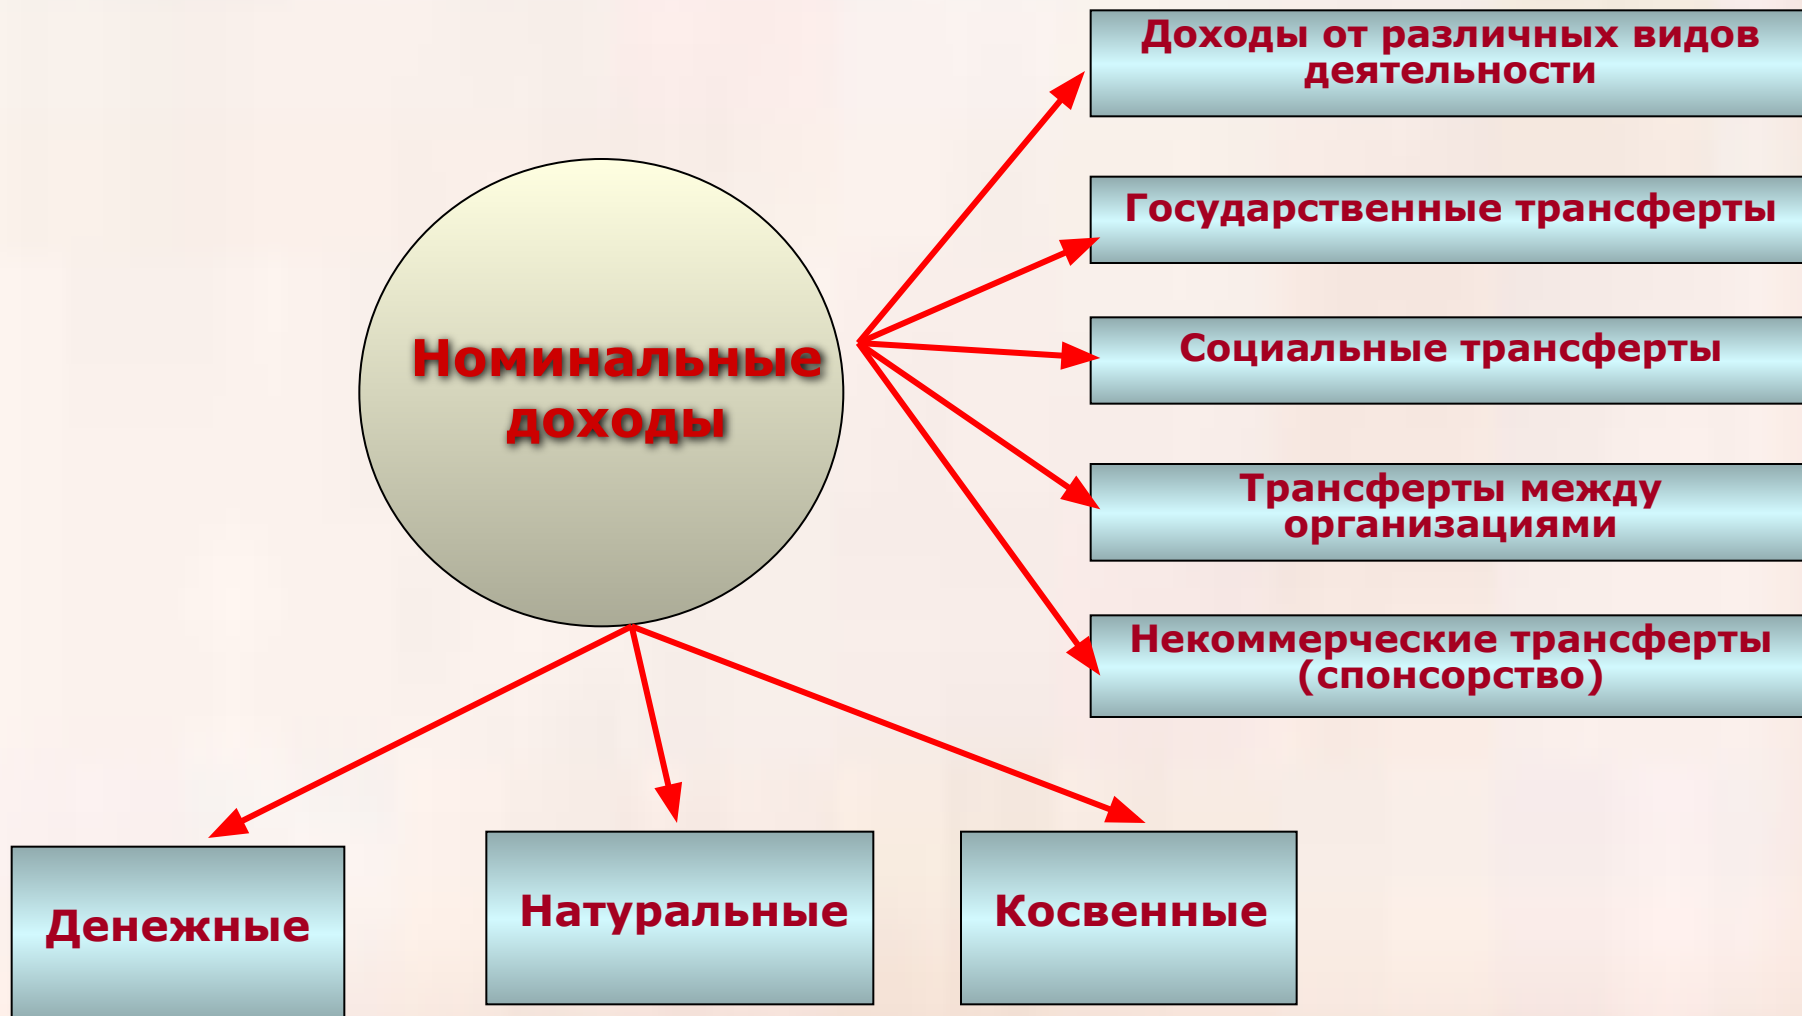 Доходы от различных видов
деятельности
Государственные трансферты
Социальные трансферты
Номинальные
доходы
Трансферты между
организациями
Некоммерческие трансферты
(спонсорство)
Денежные
Натуральные
Косвенные